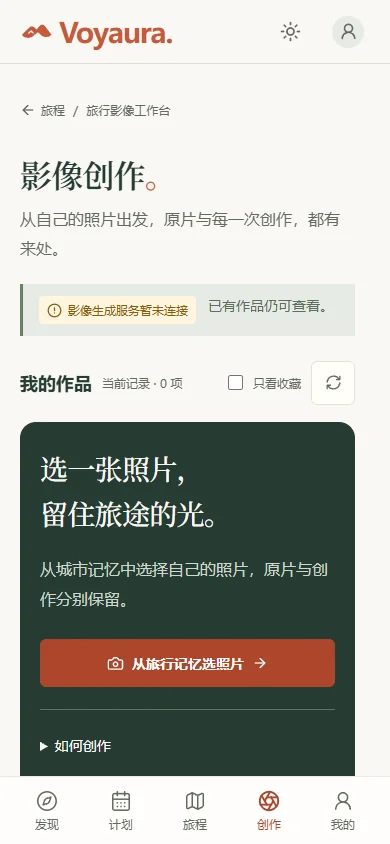 Voyaura.
旅程 / 旅行影像工作台
影像创作。
从自己的照片出发，原片与每一次创作，都有
来处。
影像生成服务暂未连接 已有作品仍可查看。
我的作品 当前记录 · 0 项 只看收藏
选一张照片，
留住旅途的光。
从城市记忆中选择自己的照片，原片与创
作分别保留。
从旅行记忆选照片
如何创作
发现 计划 旅程 创作 我的